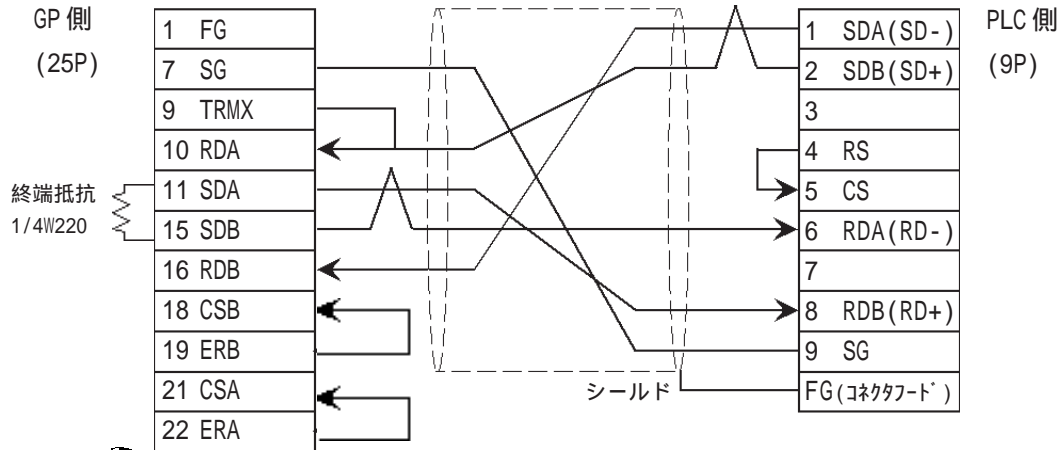 GP 側
(25P)
1 FG
7 SG
9 TRMX
10 RDA
11 SDA
15 SDB
16 RDB
18 CSB
19 ERB
21 CSA
22 ERA
終端抵抗
1/4W220
シールド
1 SDA(SD-)
2 SDB(SD+)
3
4 RS
5 CS
6 RDA(RD-)
7
8 RDB(RD+)
9 SG
FG(ｺﾈｸﾀﾌｰﾄﾞ)
PLC 側
(9P)